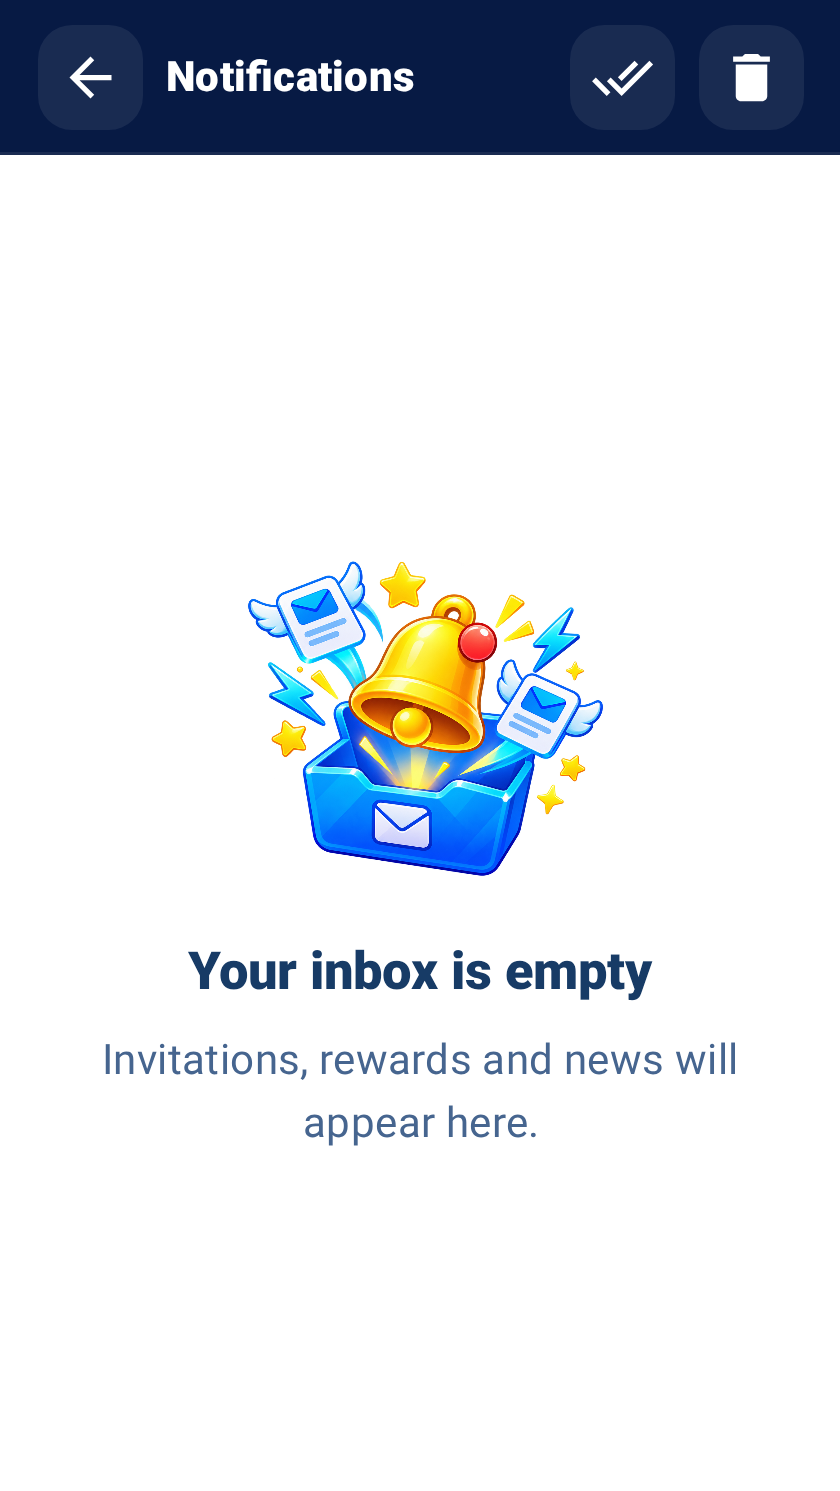 Notifications
Your inbox is empty
Invitations, rewards and news will
appear here.